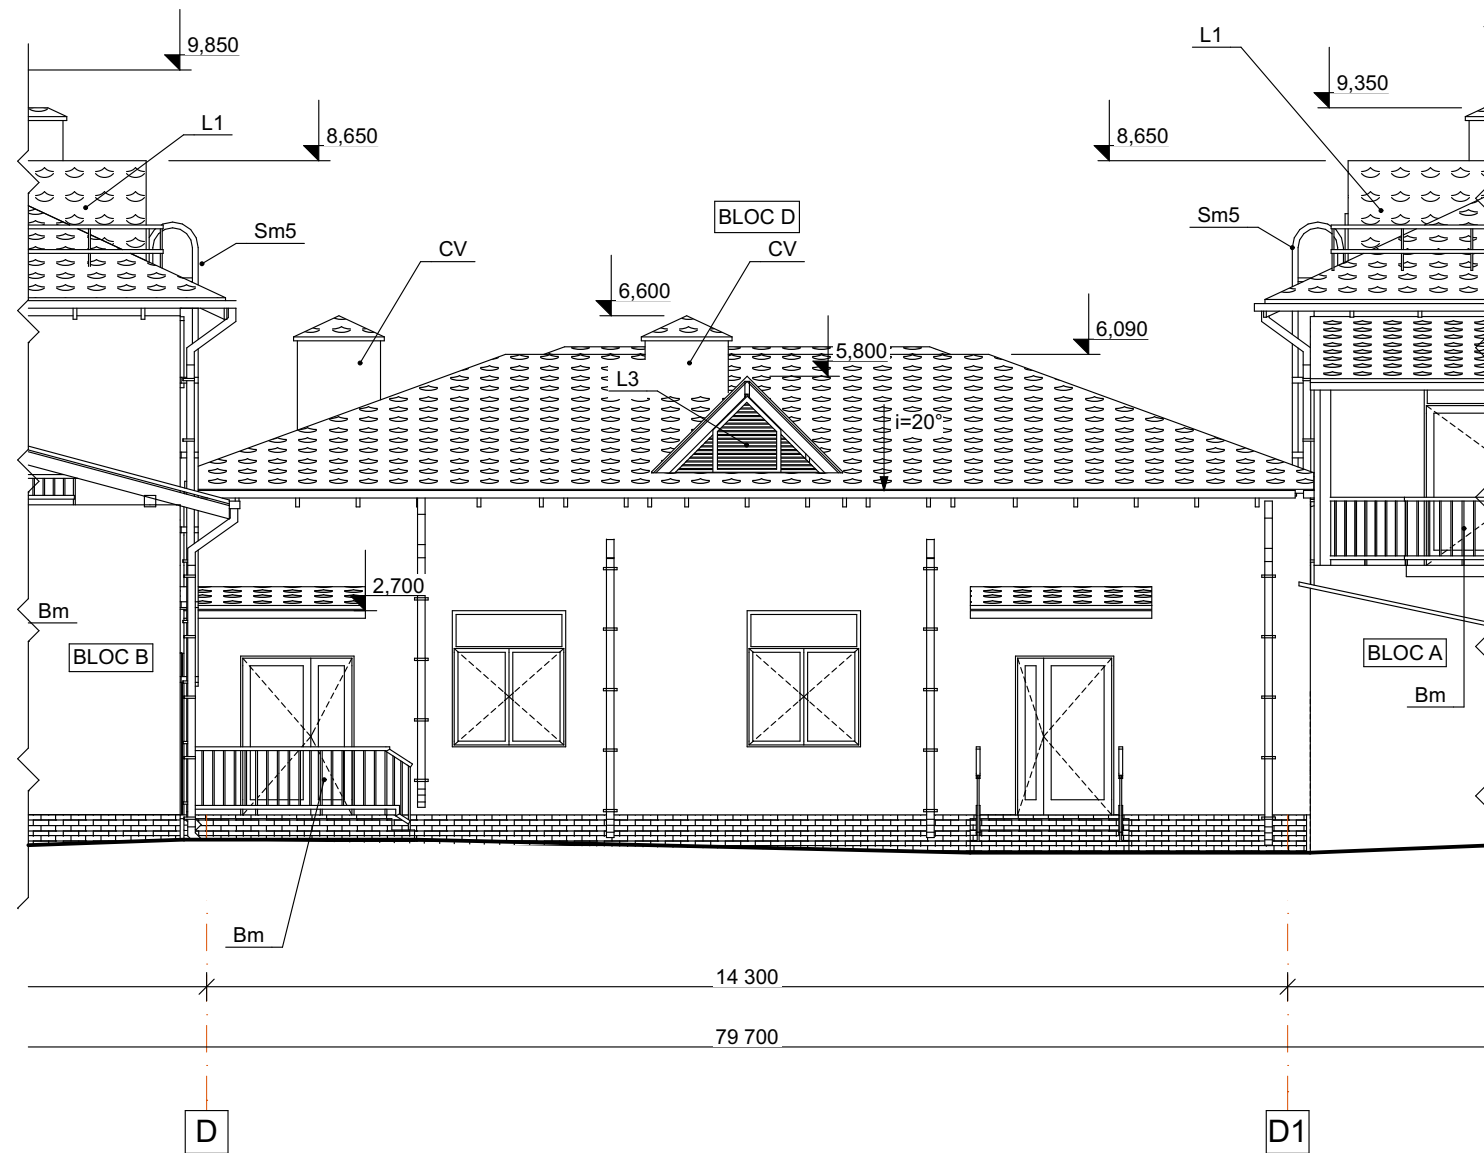 9,850
L1
9,350
L1
8,650
8,650
BLOC D
Sm5
Sm5
CV
CV
6,600
6,090
5,800
L3
i=20°
2,700
Bm
BLOC B
BLOC A
Bm
Bm
14 300
79 700
D
D1